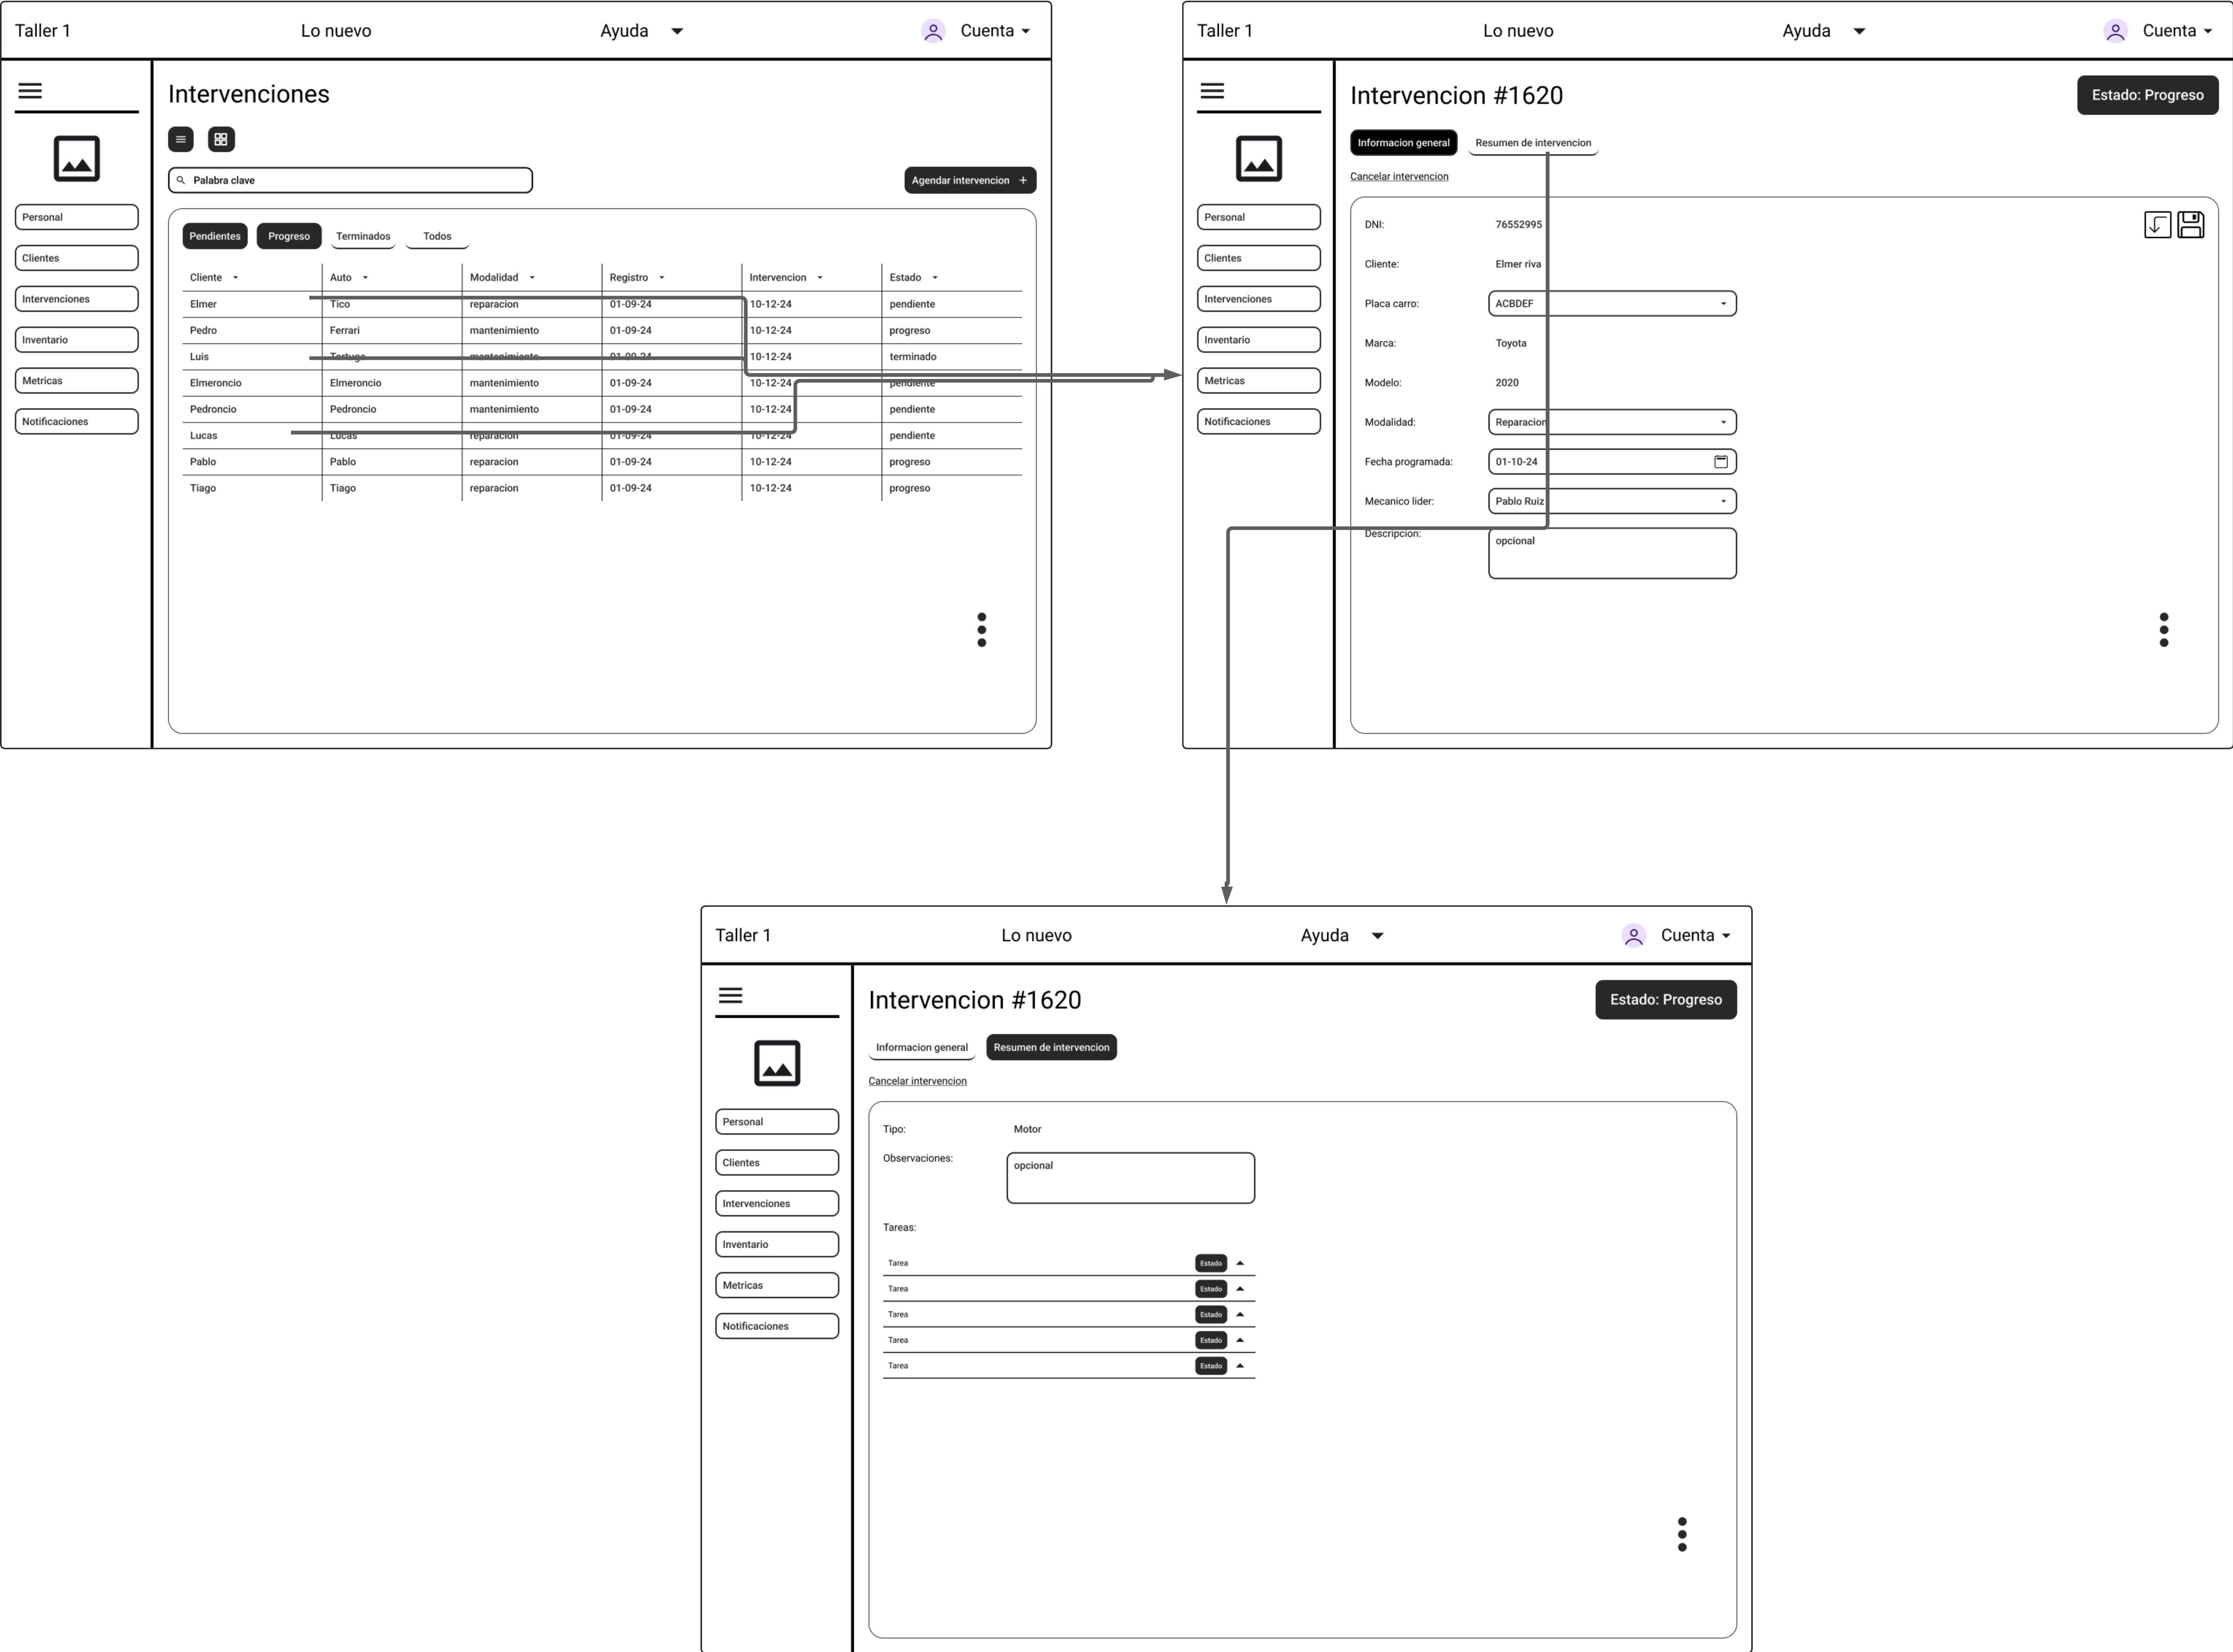 Taller 1 Lo nuevo Ayuda Cuenta
Intervenciones
Palabra clave
Agendar intervencion +
Personal
Clientes
Intervenciones
Inventario
Metricas
Notificaciones
Pendientes Progreso Terminados Todos
Cliente Auto Modalidad Registro Intervencion Estado
Elmer Tico reparacion 01-09-24 10-12-24 pendiente
Pedro Ferrari mantenimiento 01-09-24 10-12-24 progreso
Luis Tortuga mantenimiento 01-09-24 10-12-24 terminado
Elmeroncio Elmeroncio mantenimiento 01-09-24 10-12-24 pendiente
Pedroncio Pedroncio mantenimiento 01-09-24 10-12-24 pendiente
Lucas Lucas reparacion 01-09-24 10-12-24 pendiente
Pablo Pablo reparacion 01-09-24 10-12-24 progreso
Tiago Tiago reparacion 01-09-24 10-12-24 progreso
Taller 1 Lo nuevo Ayuda Cuenta
Intervencion #1620
Estado: Progreso
Informacion general Resumen de intervencion
Cancelar intervencion
Personal
Clientes
Intervenciones
Inventario
Metricas
Notificaciones
DNI: 76552995
Cliente: Elmer riva
Placa carro: ACBDEF
Marca: Toyota
Modelo: 2020
Modalidad: Reparacion
Fecha programada: 01-10-24
Mecanico lider: Pablo Ruiz
Descripcion: opcional
Taller 1 Lo nuevo Ayuda Cuenta
Intervencion #1620
Estado: Progreso
Informacion general Resumen de intervencion
Cancelar intervencion
Personal
Clientes
Intervenciones
Inventario
Metricas
Notificaciones
Tipo: Motor
Observaciones: opcional
Tareas:
Tarea Estado
Tarea Estado
Tarea Estado
Tarea Estado
Tarea Estado